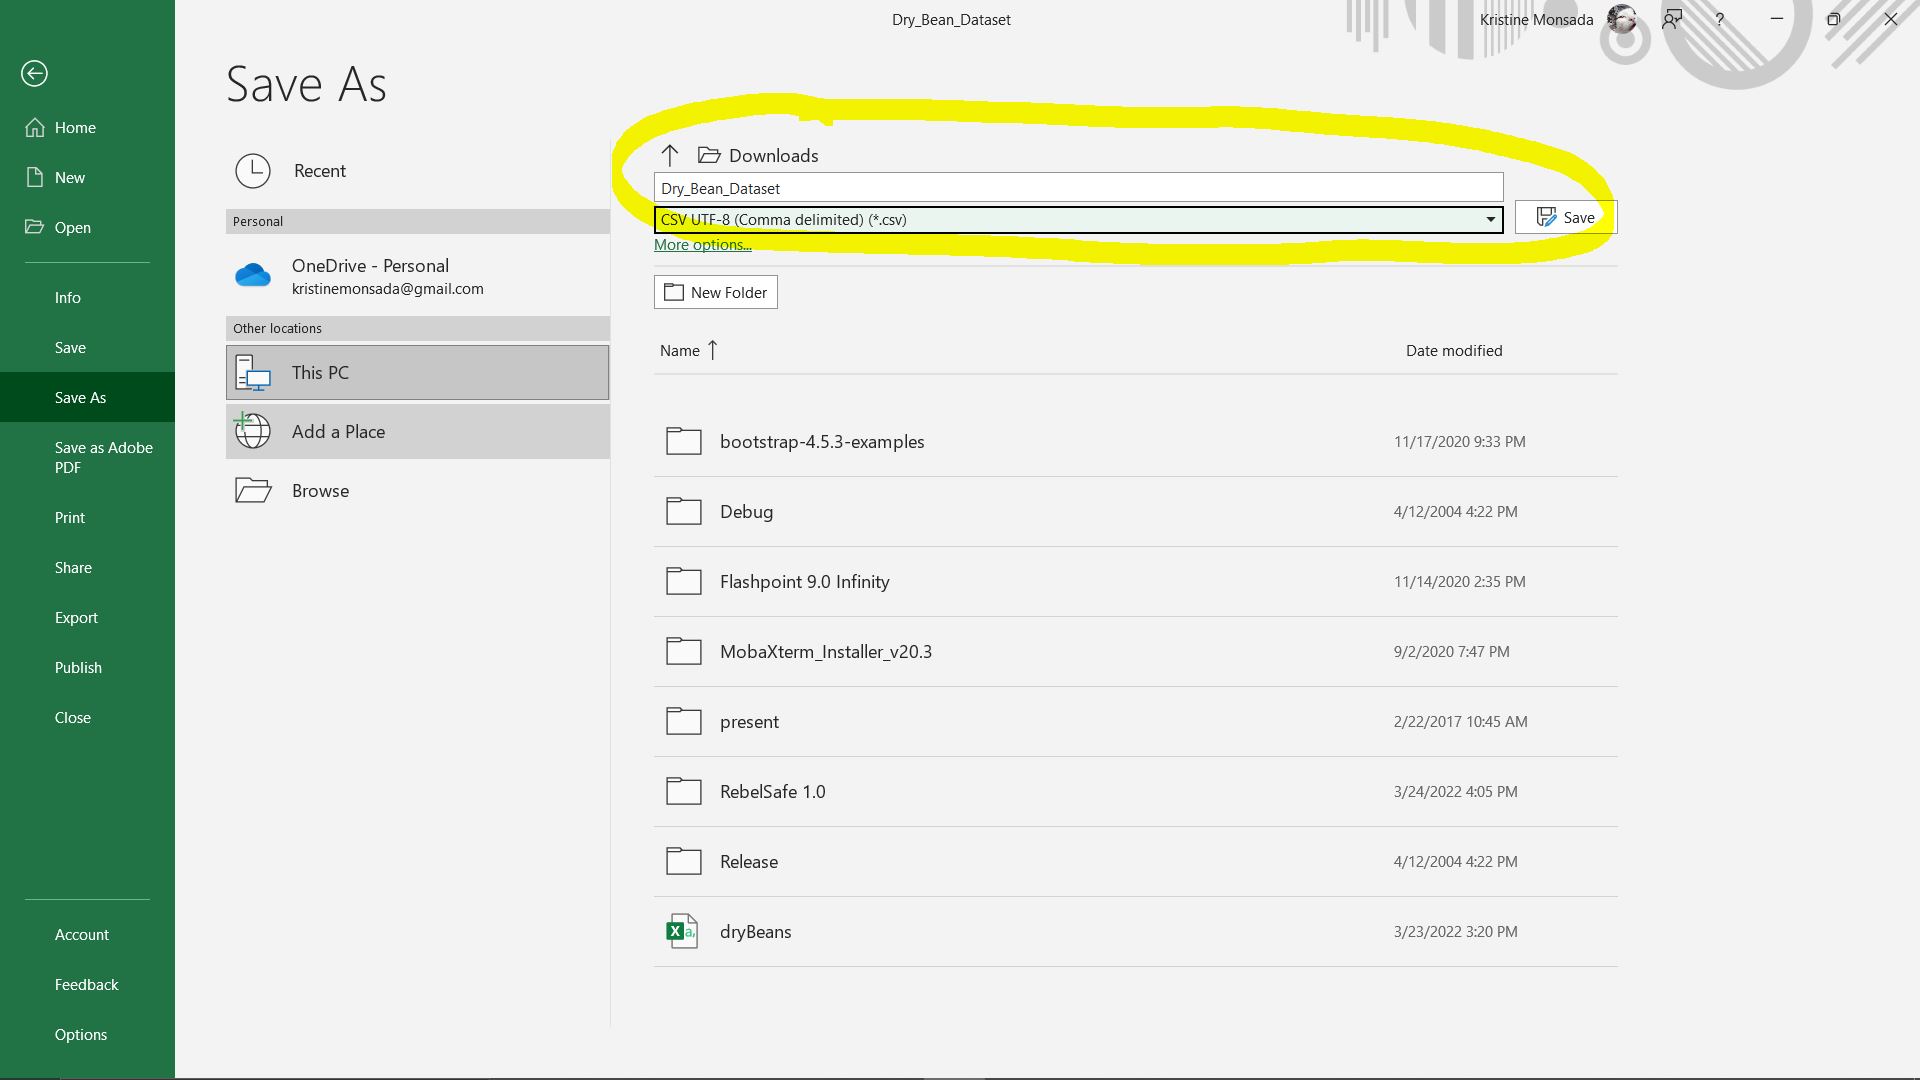 Dry_Bean_Dataset
Kristine Monsada
?
Save As
Home
New
Open
Info
Save
Save As
Save as Adobe
PDF
Print
Share
Export
Publish
Close
Account
Feedback
Options
Recent
Personal
OneDrive - Personal
kristinemonsada@gmail.com
Other locations
This PC
Add a Place
Browse
Downloads
Dry_Bean_Dataset
CSV UTF-8 (Comma delimited) (*.csv)
Save
More options...
New Folder
Name Date modified
bootstrap-4.5.3-examples 11/17/2020 9:33 PM
Debug 4/12/2004 4:22 PM
Flashpoint 9.0 Infinity 11/14/2020 2:35 PM
MobaXterm_Installer_v20.3 9/2/2020 7:47 PM
present 2/22/2017 10:45 AM
RebelSafe 1.0 3/24/2022 4:05 PM
Release 4/12/2004 4:22 PM
dryBeans 3/23/2022 3:20 PM